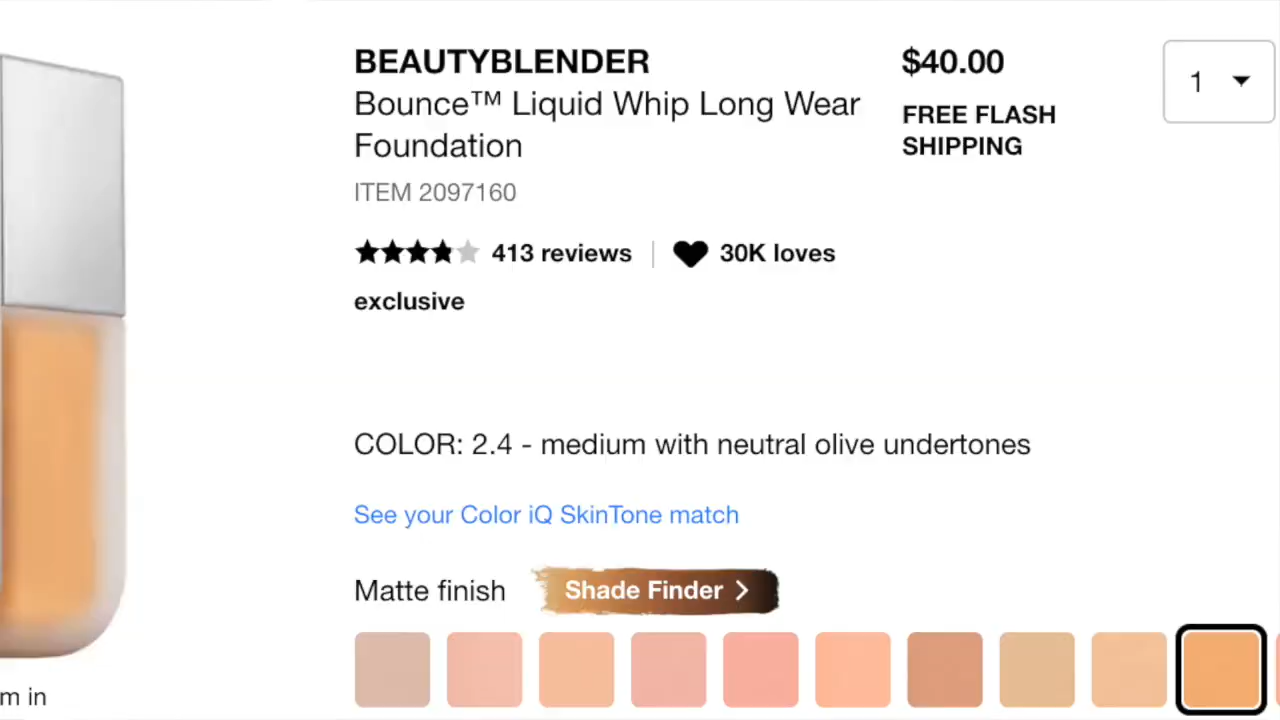 BEAUTYBLENDER
Bounce™ Liquid Whip Long Wear
Foundation
ITEM 2097160
413 reviews
30K loves
exclusive
$40.00
FREE FLASH
SHIPPING
1
COLOR: 2.4 - medium with neutral olive undertones
See your Color iQ SkinTone match
Matte finish
Shade Finder
m in